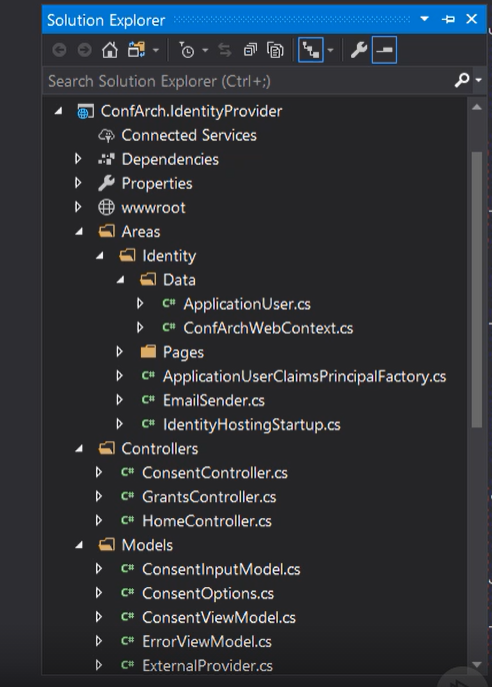 Solution Explorer
Search Solution Explorer (Ctrl+;)
ConfArch.IdentityProvider
Connected Services
Dependencies
Properties
wwwroot
Areas
Identity
Data
C# ApplicationUser.cs
C# ConfArchWebContext.cs
Pages
C# ApplicationUserClaimsPrincipalFactory.cs
C# EmailSender.cs
C# IdentityHostingStartup.cs
Controllers
C# ConsentController.cs
C# GrantsController.cs
C# HomeController.cs
Models
C# ConsentInputModel.cs
C# ConsentOptions.cs
C# ConsentViewModel.cs
C# ErrorViewModel.cs
C# ExternalProvider.cs